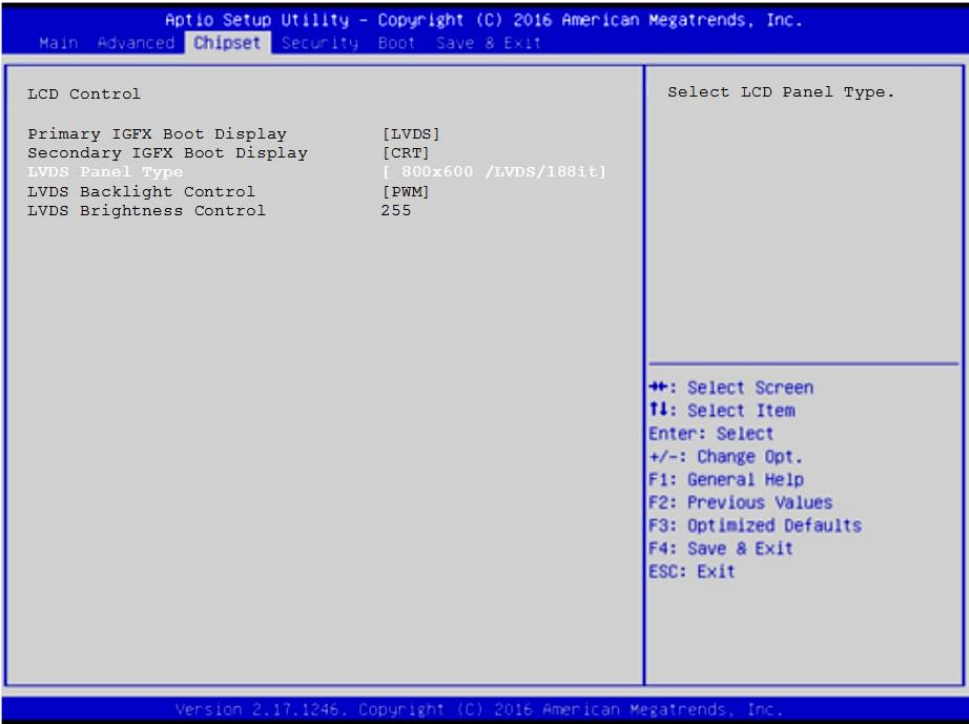 Aptio Setup Utility - Copyright (C) 2016 American Megatrends, Inc.
Main Advanced Chipset Security Boot Save & Exit
LCD Control
Primary IGFX Boot Display [LVDS]
Secondary IGFX Boot Display [CRT]
LVDS Panel Type [ 800x600 /LVDS/188it]
LVDS Backlight Control [PWM]
LVDS Brightness Control 255
Select LCD Panel Type.
→←: Select Screen
↑↓: Select Item
Enter: Select
+/-: Change Opt.
F1: General Help
F2: Previous Values
F3: Optimized Defaults
F4: Save & Exit
ESC: Exit
Version 2.17.1246. Copyright (C) 2016 American Megatrends, Inc.